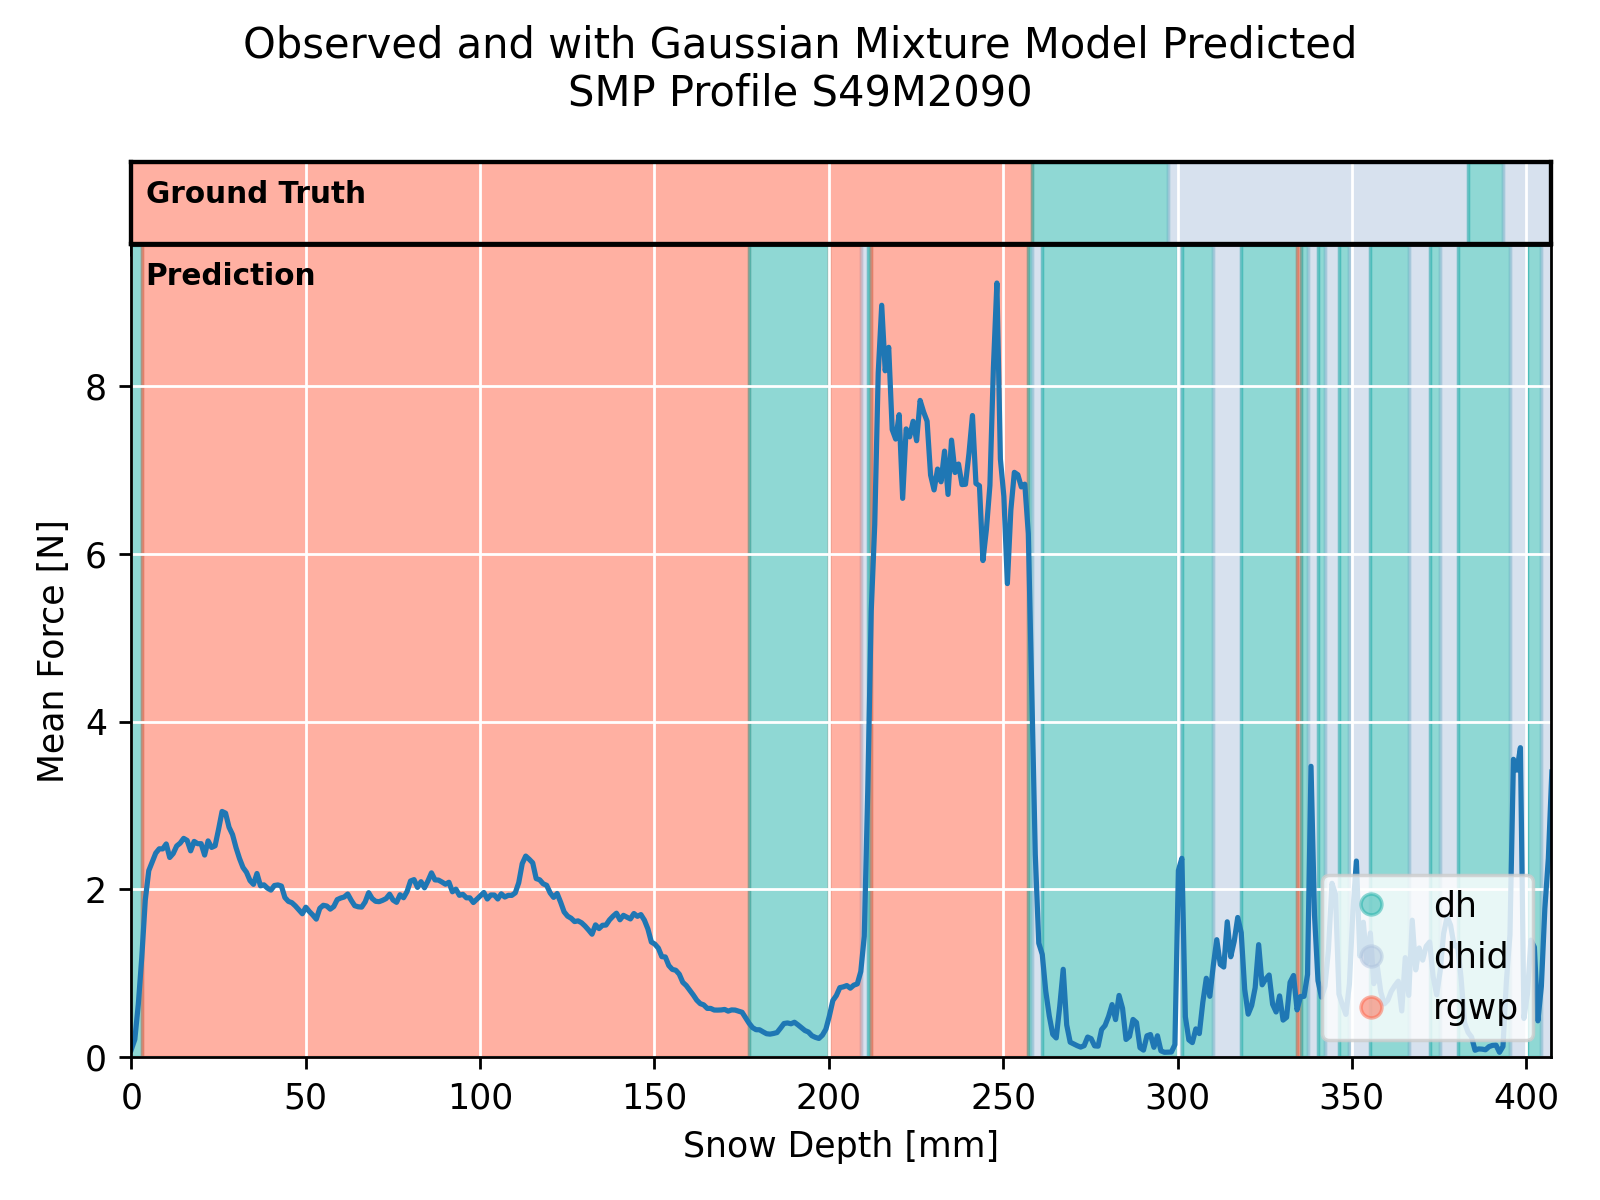 Observed and with Gaussian Mixture Model Predicted
SMP Profile S49M2090
Ground Truth
Prediction
8
6
4
2
0
Mean Force [N]
dh
dhid
rgwp
0 50 100 150 200 250 300 350 400
Snow Depth [mm]